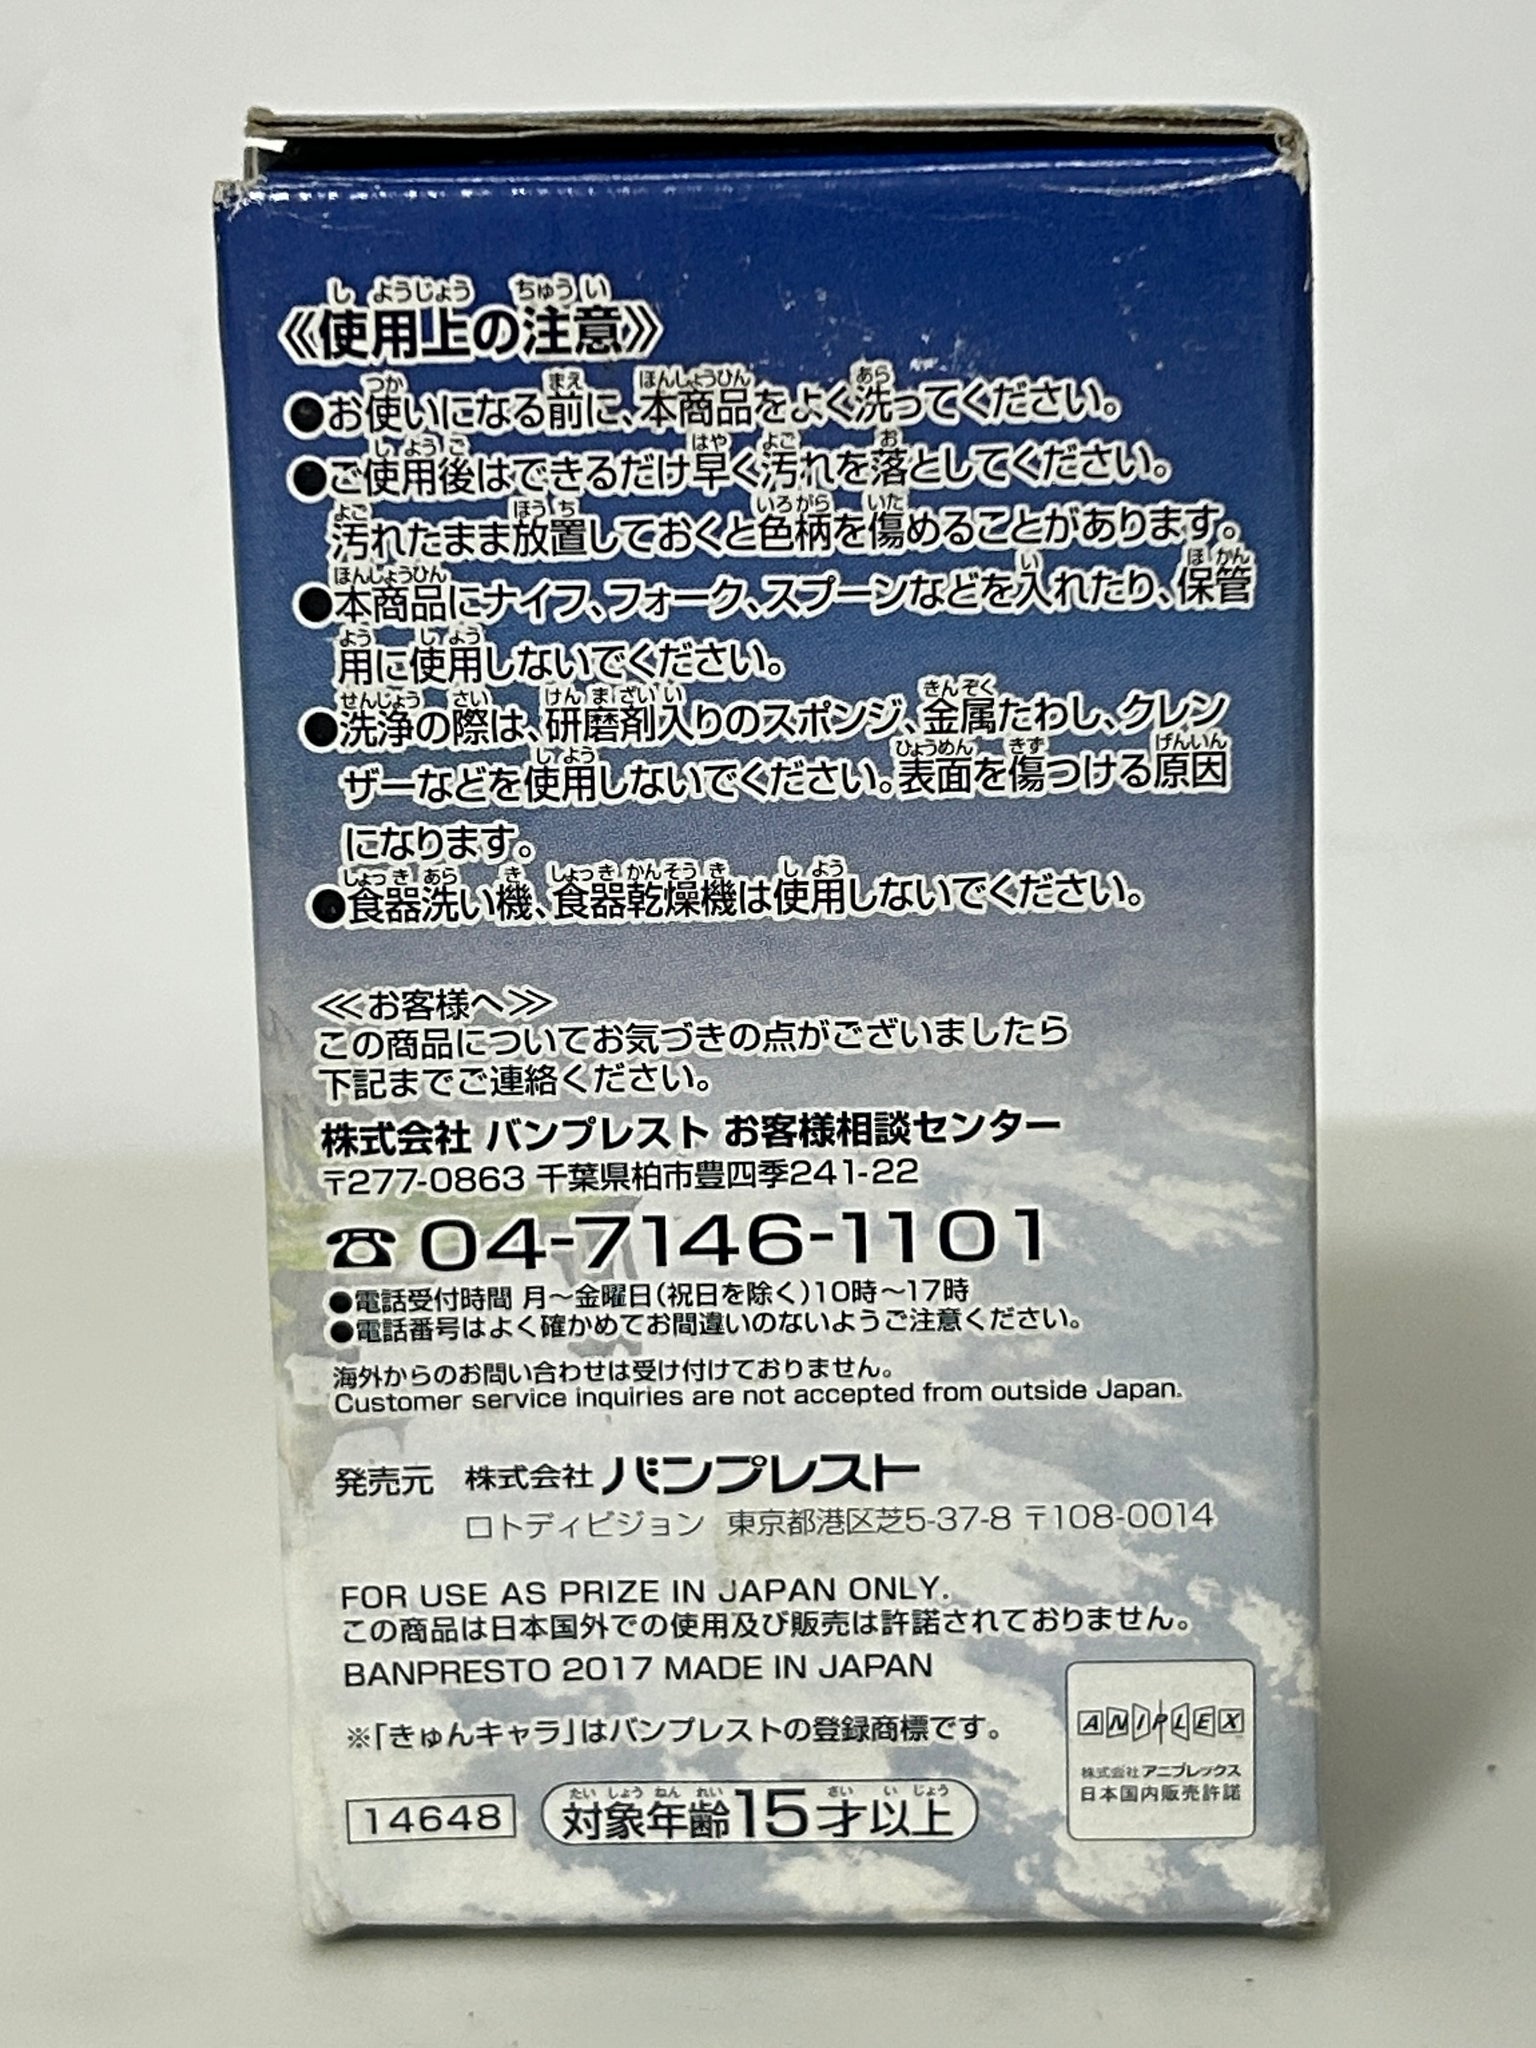 《使用上の注意》
●お使いになる前に、本商品をよく洗ってください。
●ご使用後はできるだけ早く汚れを落としてください。
汚れたまま放置しておくと色柄を傷めることがあります。
●本商品にナイフ、フォーク、スプーンなどを入れたり、保管
用に使用しないでください。
●洗浄の際は、研磨剤入りのスポンジ、金属たわし、クレン
ザーなどを使用しないでください。表面を傷つける原因
になります。
●食器洗い機、食器乾燥機は使用しないでください。
≪お客様へ≫
この商品についてお気づきの点がございましたら
下記までご連絡ください。
株式会社 バンプレスト お客様相談センター
〒277-0863 千葉県柏市豊四季241-22
☎04-7146-1101
●電話受付時間 月〜金曜日(祝日を除く)10時〜17時
●電話番号はよく確かめてお間違いのないようご注意ください。
海外からのお問い合わせは受け付けておりません。
Customer service inquiries are not accepted from outside Japan.
発売元 株式会社バンプレスト
ロトディビジョン 東京都港区芝5-37-8 〒108-0014
FOR USE AS PRIZE IN JAPAN ONLY.
この商品は日本国外での使用及び販売は許諾されておりません。
BANPRESTO 2017 MADE IN JAPAN
※「きゅんキャラ」はバンプレストの登録商標です。
14648 対象年齢15才以上
ANIPLEX
株式会社アニプレックス
日本国内販売許諾